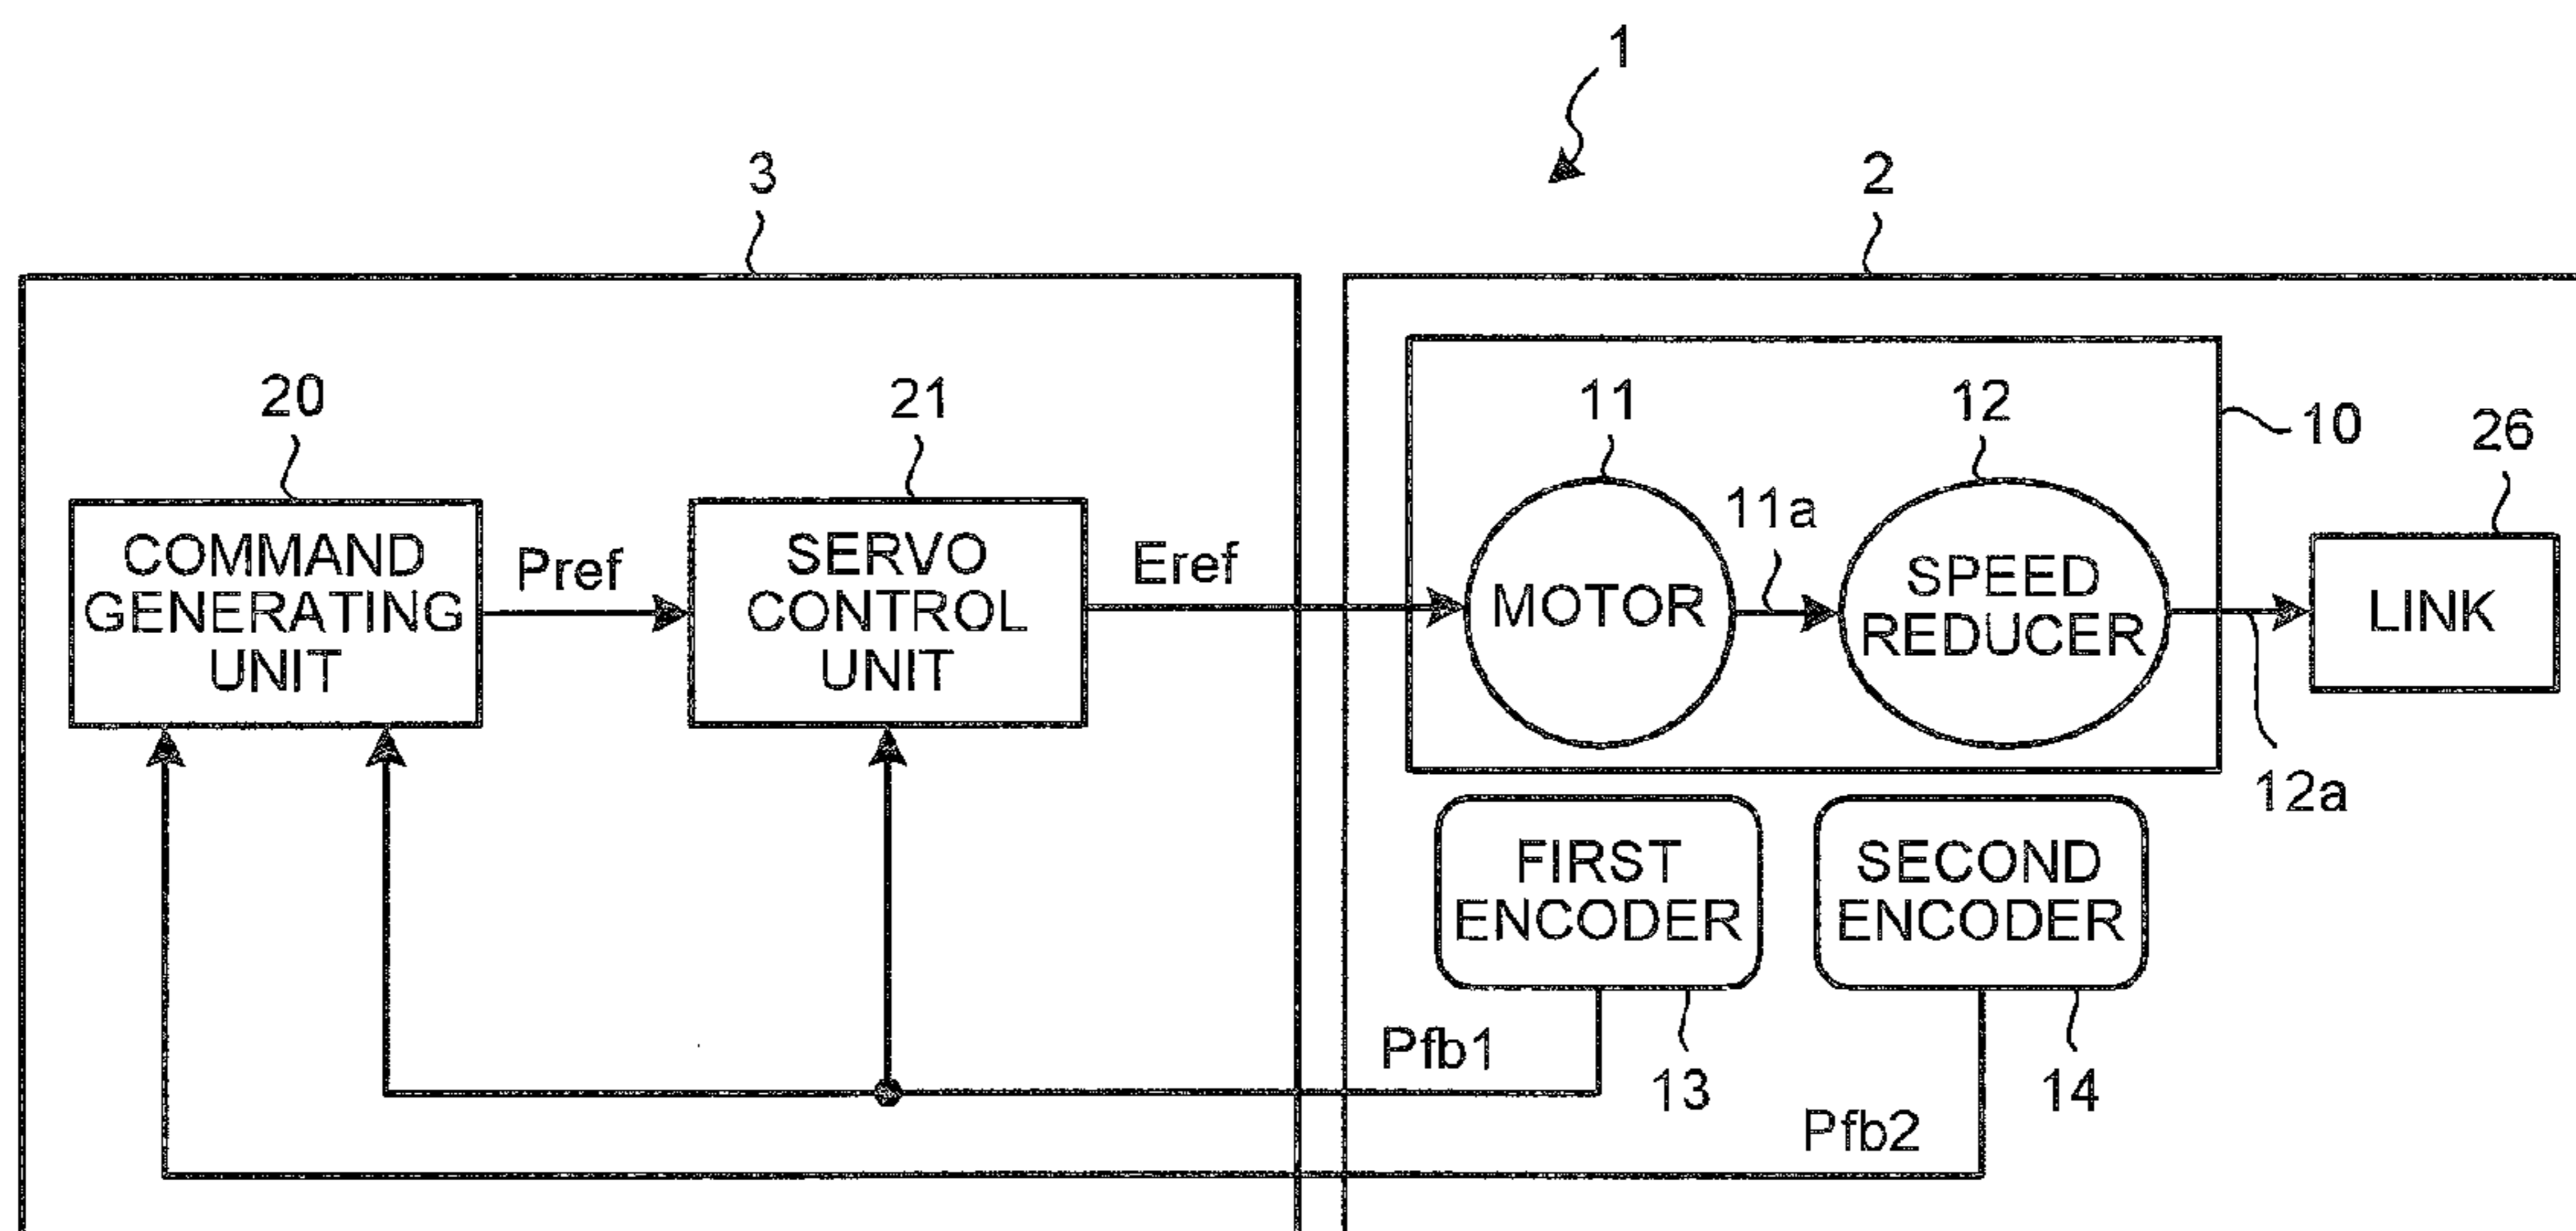 1
3
2
20
21
11
12
10
26
11a
COMMAND
GENERATING
UNIT
Pref
SERVO
CONTROL
UNIT
Eref
MOTOR
SPEED
REDUCER
LINK
12a
FIRST
ENCODER
SECOND
ENCODER
Pfb1
13
14
Pfb2